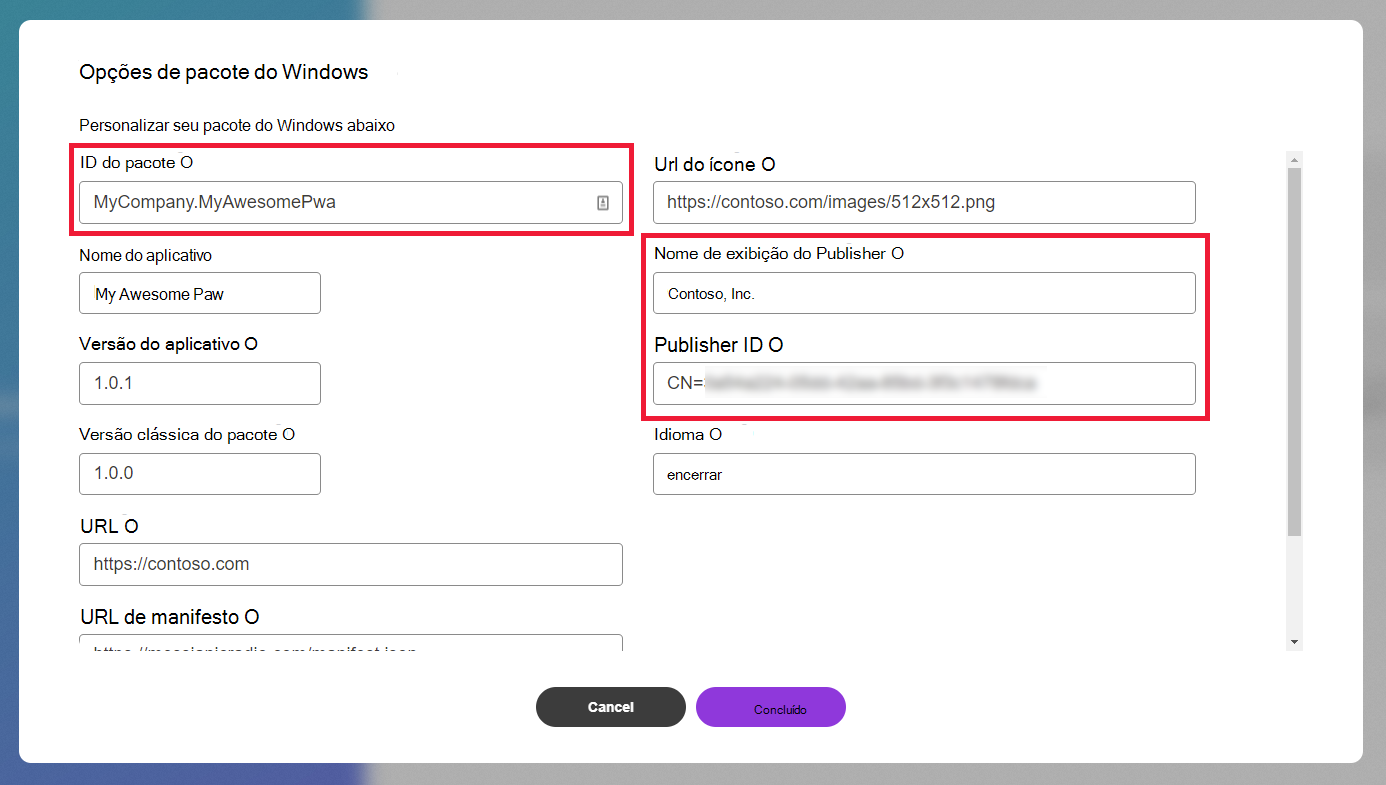 Opções de pacote do Windows
Personalizar seu pacote do Windows abaixo
ID do pacote O
MyCompany.MyAwesomePwa
Nome do aplicativo
My Awesome Paw
Versão do aplicativo O
1.0.1
Versão clássica do pacote O
1.0.0
URL O
https://contoso.com
URL de manifesto O
Url do ícone O
https://contoso.com/images/512x512.png
Nome de exibição do Publisher O
Contoso, Inc.
Publisher ID O
CN=
Idioma O
encerrar
Cancel
Concluído